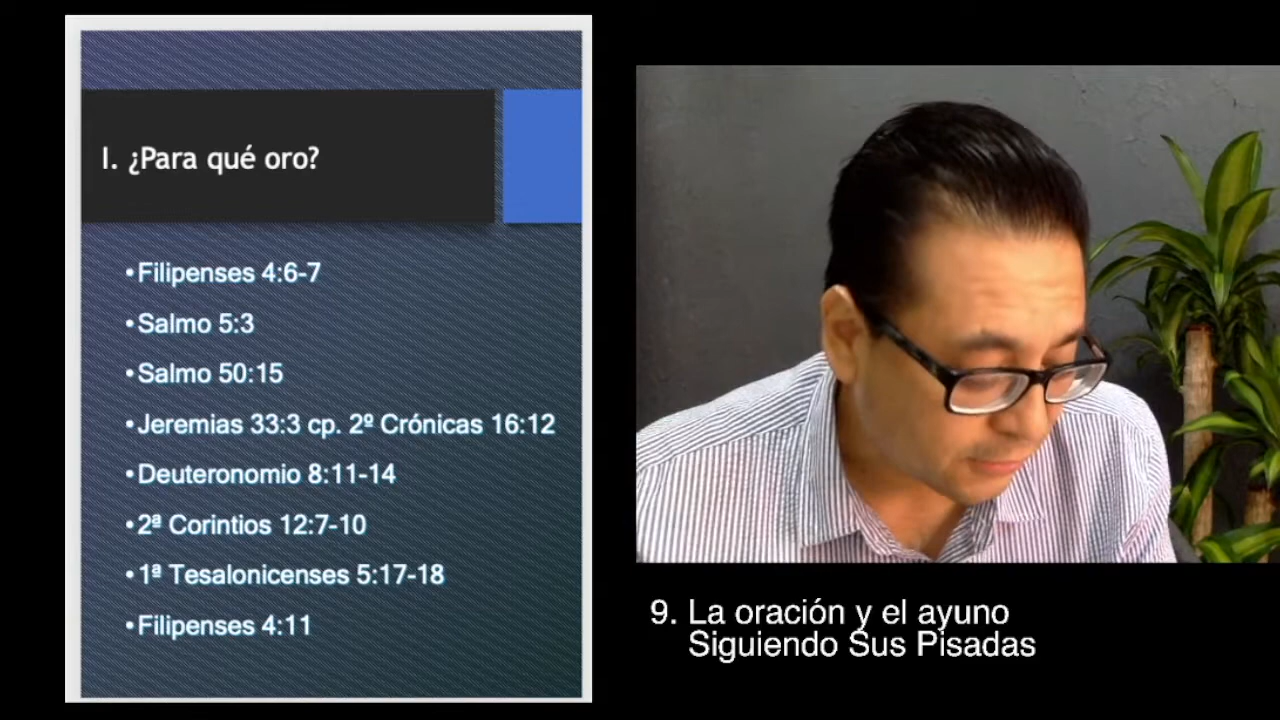 I. ¿Para qué oro?
•Filipenses 4:6-7
•Salmo 5:3
•Salmo 50:15
•Jeremias 33:3 cp. 2º Crónicas 16:12
•Deuteronomio 8:11-14
•2ª Corintios 12:7-10
•1ª Tesalonicenses 5:17-18
•Filipenses 4:11
9. La oración y el ayuno
Siguiendo Sus Pisadas